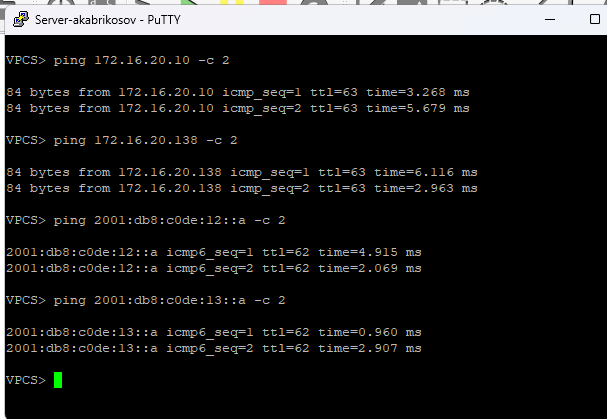 Server-akabrikosov - PuTTY
VPCS> ping 172.16.20.10 -c 2
84 bytes from 172.16.20.10 icmp_seq=1 ttl=63 time=3.268 ms
84 bytes from 172.16.20.10 icmp_seq=2 ttl=63 time=5.679 ms
VPCS> ping 172.16.20.138 -c 2
84 bytes from 172.16.20.138 icmp_seq=1 ttl=63 time=6.116 ms
84 bytes from 172.16.20.138 icmp_seq=2 ttl=63 time=2.963 ms
VPCS> ping 2001:db8:c0de:12::a -c 2
2001:db8:c0de:12::a icmp6_seq=1 ttl=62 time=4.915 ms
2001:db8:c0de:12::a icmp6_seq=2 ttl=62 time=2.069 ms
VPCS> ping 2001:db8:c0de:13::a -c 2
2001:db8:c0de:13::a icmp6_seq=1 ttl=62 time=0.960 ms
2001:db8:c0de:13::a icmp6_seq=2 ttl=62 time=2.907 ms
VPCS>